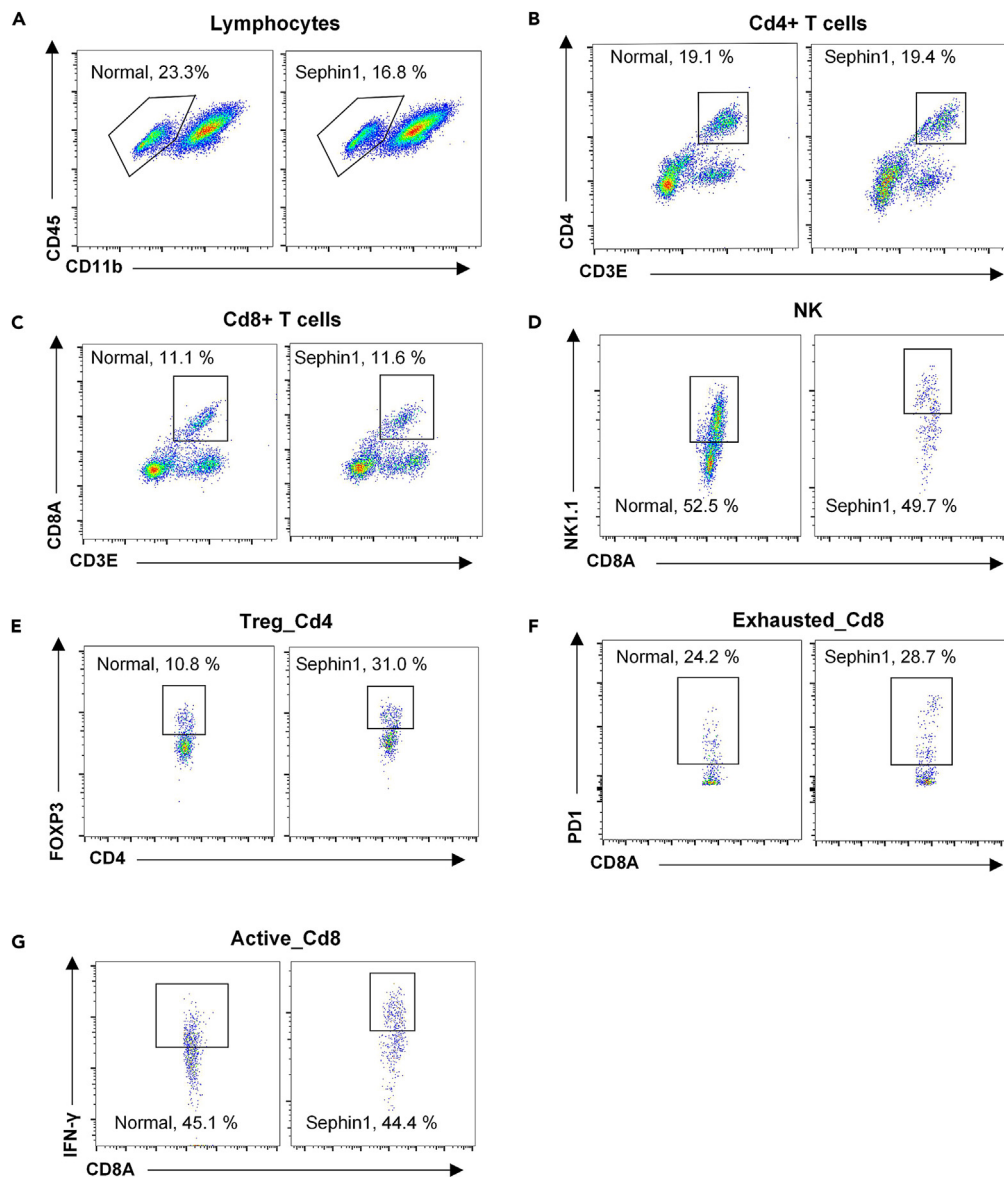 A
Lymphocytes
Normal, 23.3%
Sephin1, 16.8 %
CD45
CD11b
B
Cd4+ T cells
Normal, 19.1 %
Sephin1, 19.4 %
CD4
CD3E
C
Cd8+ T cells
Normal, 11.1 %
Sephin1, 11.6 %
CD8A
CD3E
D
NK
NK1.1
Normal, 52.5 %
Sephin1, 49.7 %
CD8A
E
Treg_Cd4
Normal, 10.8 %
Sephin1, 31.0 %
FOXP3
CD4
F
Exhausted_Cd8
Normal, 24.2 %
Sephin1, 28.7 %
PD1
CD8A
G
Active_Cd8
IFN-γ
Normal, 45.1 %
Sephin1, 44.4 %
CD8A